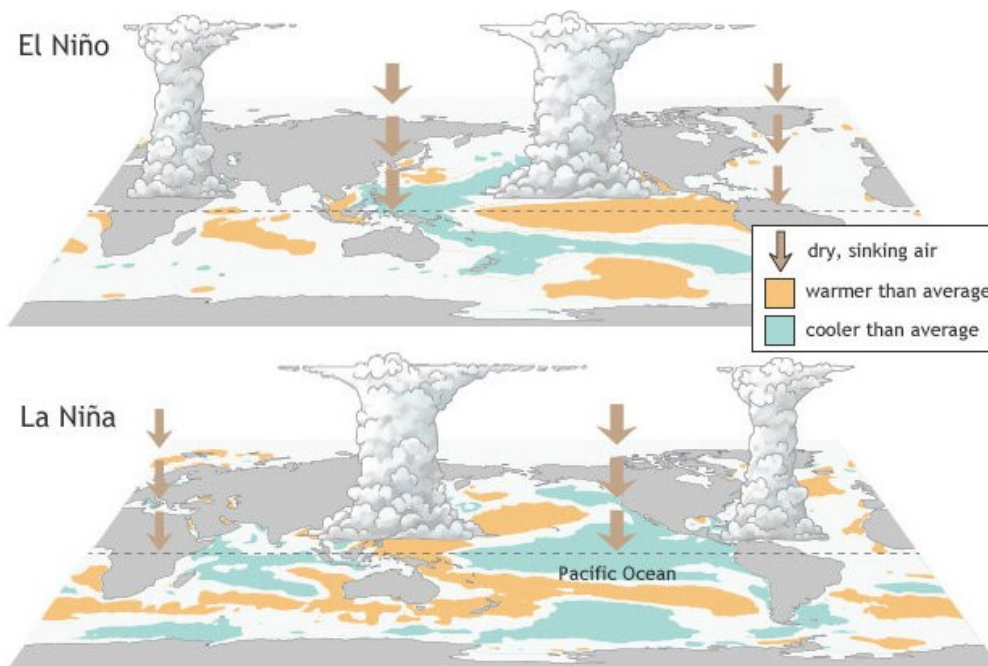 El Niño
dry, sinking air
warmer than average
cooler than average
La Niña
Pacific Ocean